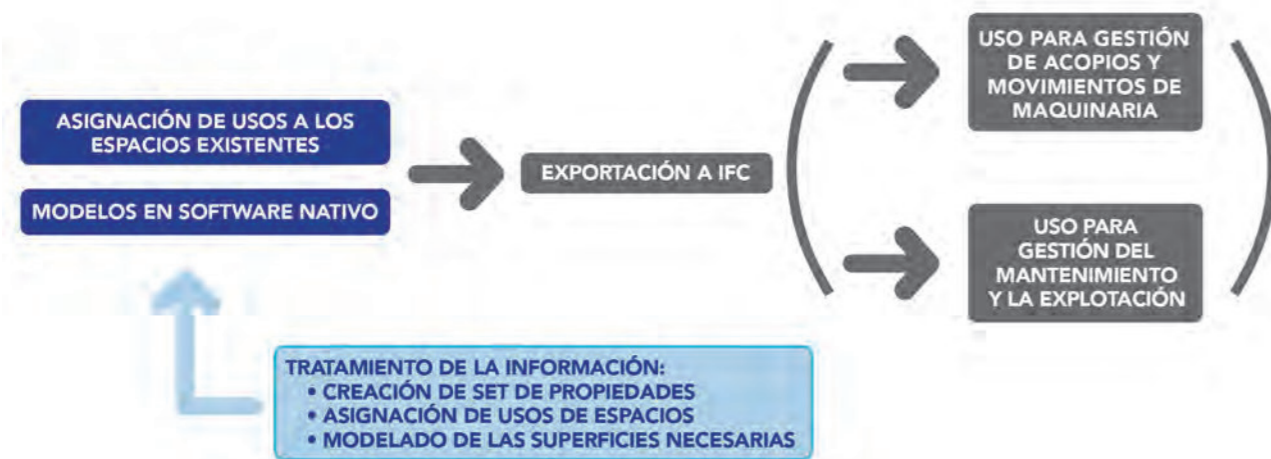 ASIGNACIÓN DE USOS A LOS
ESPACIOS EXISTENTES
MODELOS EN SOFTWARE NATIVO
EXPORTACIÓN A IFC
USO PARA GESTIÓN
DE ACOPIOS Y
MOVIMIENTOS DE
MAQUINARIA
USO PARA
GESTIÓN DEL
MANTENIMIENTO
Y LA EXPLOTACIÓN
TRATAMIENTO DE LA INFORMACIÓN:
• CREACIÓN DE SET DE PROPIEDADES
• ASIGNACIÓN DE USOS DE ESPACIOS
• MODELADO DE LAS SUPERFICIES NECESARIAS